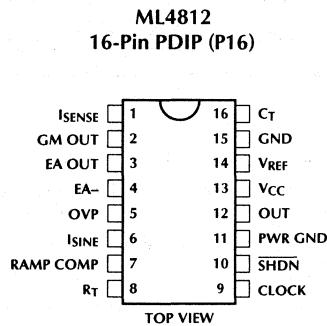 ML4812
16-Pin PDIP (P16)
ISENSE 1 16 CT
GM OUT 2 15 GND
EA OUT 3 14 VREF
EA– 4 13 VCC
OVP 5 12 OUT
ISINE 6 11 PWR GND
RAMP COMP 7 10 SHDN
RT 8 9 CLOCK
TOP VIEW